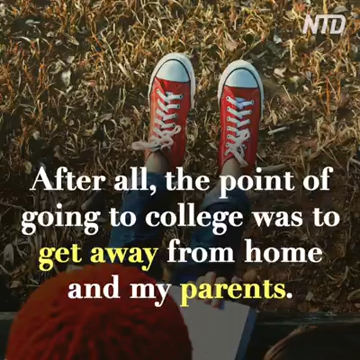 NTD
After all, the point of
going to college was to
get away from home
and my parents.